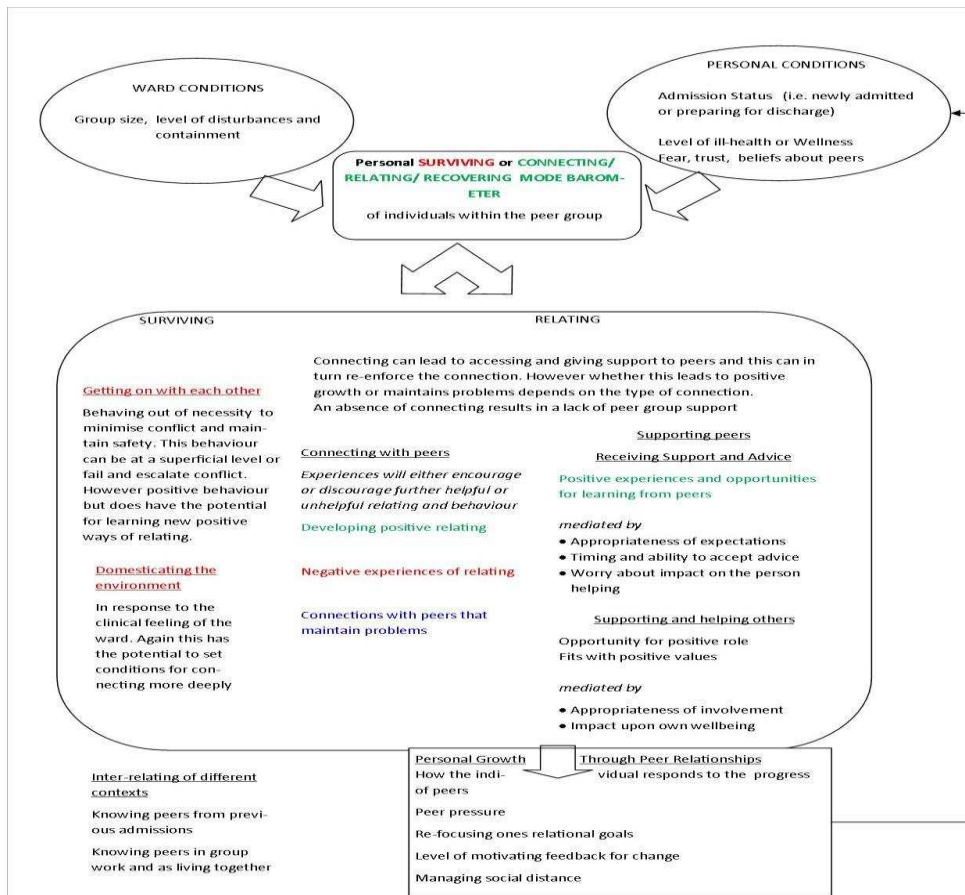 WARD CONDITIONS
Group size, level of disturbances and
containment
PERSONAL CONDITIONS
Admission Status (i.e. newly admitted
or preparing for discharge)
Level of ill-health or Wellness
Fear, trust, beliefs about peers
Personal SURVIVING or CONNECTING/
RELATING/ RECOVERING MODE BAROM-
ETER
of individuals within the peer group
SURVIVING
RELATING
Getting on with each other
Behaving out of necessity to
minimise conflict and main-
tain safety. This behaviour
can be at a superficial level or
fail and escalate conflict.
However positive behaviour
but does have the potential
for learning new positive
ways of relating.
Domesticating the
environment
In response to the
clinical feeling of the
ward. Again this has
the potential to set
conditions for con-
necting more deeply
Connecting can lead to accessing and giving support to peers and this can in
turn re-enforce the connection. However whether this leads to positive
growth or maintains problems depends on the type of connection.
An absence of connecting results in a lack of peer group support
Connecting with peers
Experiences will either encourage
or discourage further helpful or
unhelpful relating and behaviour
Developing positive relating
Negative experiences of relating
Connections with peers that
maintain problems
Supporting peers
Receiving Support and Advice
Positive experiences and opportunities
for learning from peers
mediated by
• Appropriateness of expectations
• Timing and ability to accept advice
• Worry about impact on the person
helping
Supporting and helping others
Opportunity for positive role
Fits with positive values
mediated by
• Appropriateness of involvement
• Impact upon own wellbeing
Inter-relating of different
contexts
Knowing peers from previ-
ous admissions
Knowing peers in group
work and as living together
Personal Growth Through Peer Relationships
How the indi- vidual responds to the progress
of peers
Peer pressure
Re-focusing ones relational goals
Level of motivating feedback for change
Managing social distance